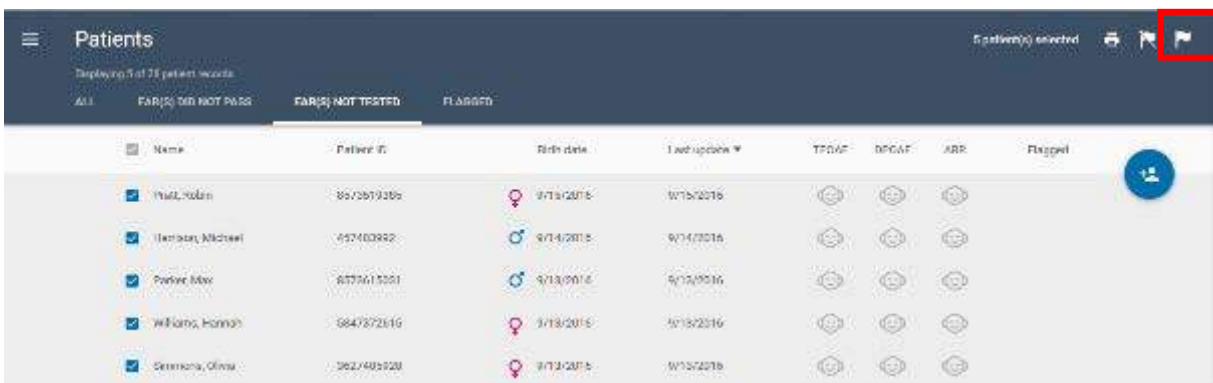 Patients 5 patient(s) selected
Displaying 5 of 28 patient records
ALL EAR(S) DID NOT PASS EAR(S) NOT TESTED FLAGGED
Name Patient ID Birth date Last update TEOAE DPOAE ABR Flagged
Pratt, Robin 9/15/2016 9/15/2016
Harrison, Michael 457403992 9/14/2016 9/14/2016
Parker, Max 9/13/2016 9/13/2016
Williams, Hannah 5847372615 9/13/2016 9/13/2016
Simmons, Olivia 9/13/2016 9/13/2016